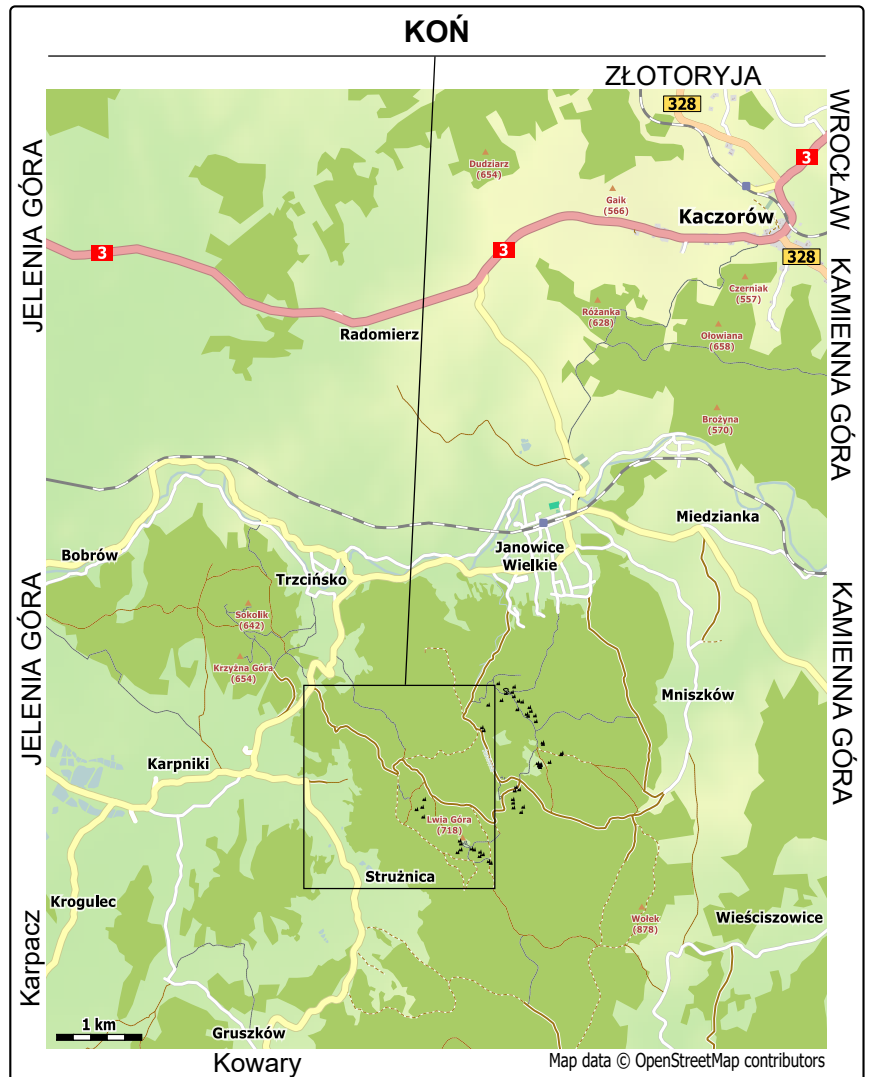 KOŃ
ZŁOTORYJA
328
WROCŁAW
3
JELENIA GÓRA
Dudziarz
(654)
Gaik
(566)
Kaczorów
3
3
328
KAMIENNA GÓRA
Czerniak
(557)
Różanka
(628)
Radomierz
Ołowiana
(658)
Brożyna
(570)
Miedzianka
Janowice
Wielkie
Bobrów
Trzcińsko
JELENIA GÓRA
KAMIENNA GÓRA
Sokolik
(642)
Krzyżna Góra
(654)
Mniszków
Karpniki
Lwia Góra
(718)
Strużnica
Krogulec
Karpacz
Wołek
(878)
Wieściszowice
1 km
Gruszków
Kowary
Map data © OpenStreetMap contributors